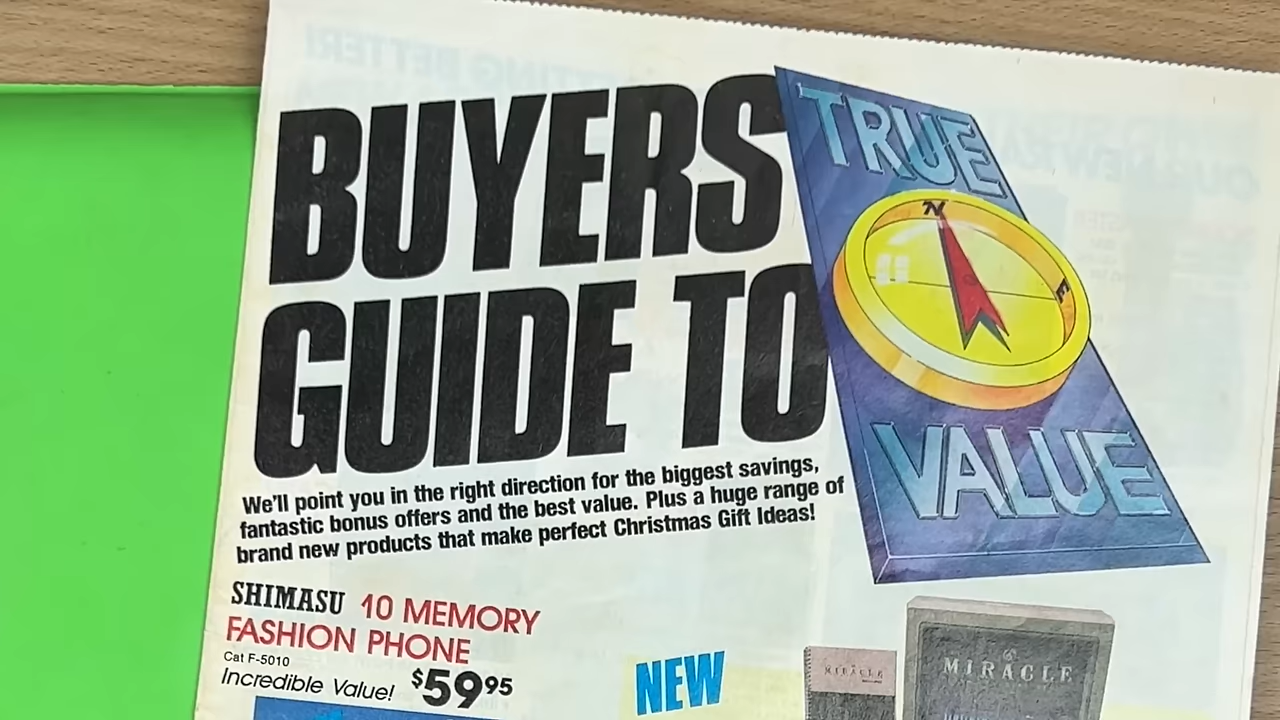 BUYERS
GUIDE TO
TRUE
N
E
VALUE
We'll point you in the right direction for the biggest savings,
fantastic bonus offers and the best value. Plus a huge range of
brand new products that make perfect Christmas Gift Ideas!
SHIMASU 10 MEMORY
FASHION PHONE
Cat F-5010
Incredible Value! $59.95
NEW
MIRACLE
MIRACLE